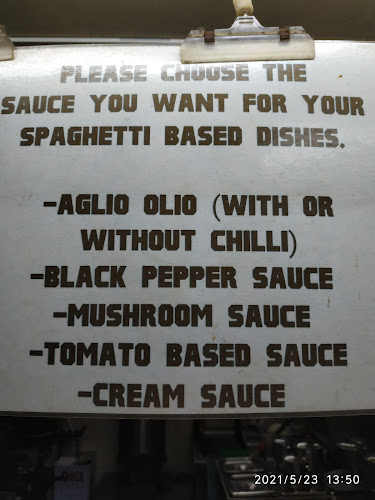 PLEASE CHOOSE THE
SAUCE YOU WANT FOR YOUR
SPAGHETTI BASED DISHES.
-AGLIO OLIO (WITH OR
WITHOUT CHILLI)
-BLACK PEPPER SAUCE
-MUSHROOM SAUCE
-TOMATO BASED SAUCE
-CREAM SAUCE
2021/5/23 13:50